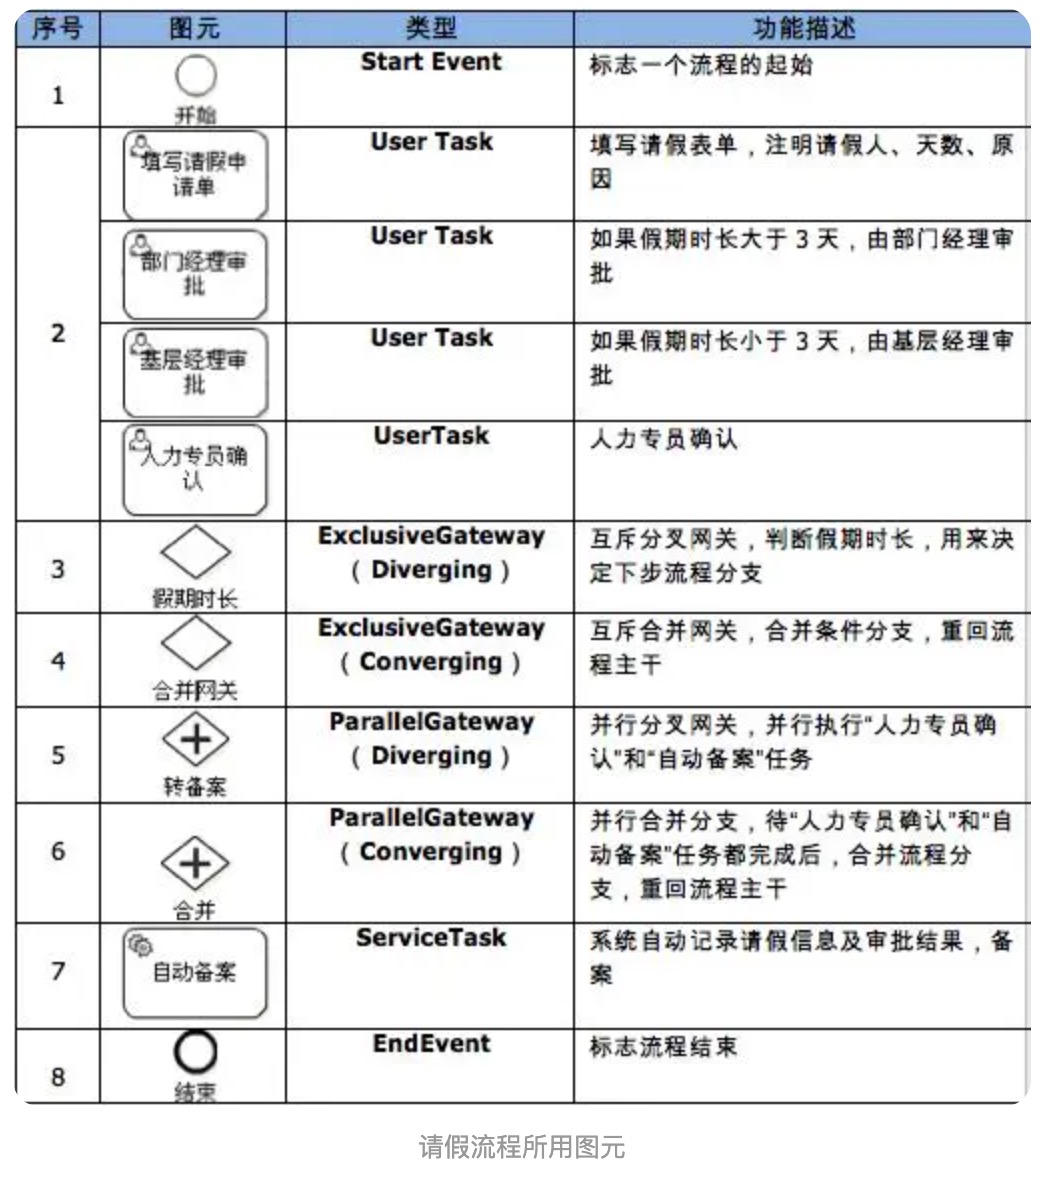 序号 图元 类型 功能描述
1 开始 Start Event 标志一个流程的起始
2
填写请假申
请单
User Task
填写请假表单，注明请假人、天数、原
因
部门经理审
批
User Task
如果假期时长大于 3 天，由部门经理审
批
基层经理审
批
User Task
如果假期时长小于 3 天，由基层经理审
批
人力专员确
认
UserTask
人力专员确认
3
假期时长
ExclusiveGateway
（ Diverging ）
互斥分叉网关，判断假期时长，用来决
定下步流程分支
4
合并网关
ExclusiveGateway
（ Converging ）
互斥合并网关，合并条件分支，重回流
程主干
5
转备案
ParallelGateway
（ Diverging ）
并行分叉网关，并行执行“人力专员确
认”和“自动备案”任务
6
合并
ParallelGateway
（ Converging ）
并行合并分支，待“人力专员确认”和“自
动备案”任务都完成后，合并流程分
支，重回流程主干
7
自动备案
ServiceTask
系统自动记录请假信息及审批结果，备
案
8
结束
EndEvent
标志流程结束
请假流程所用图元